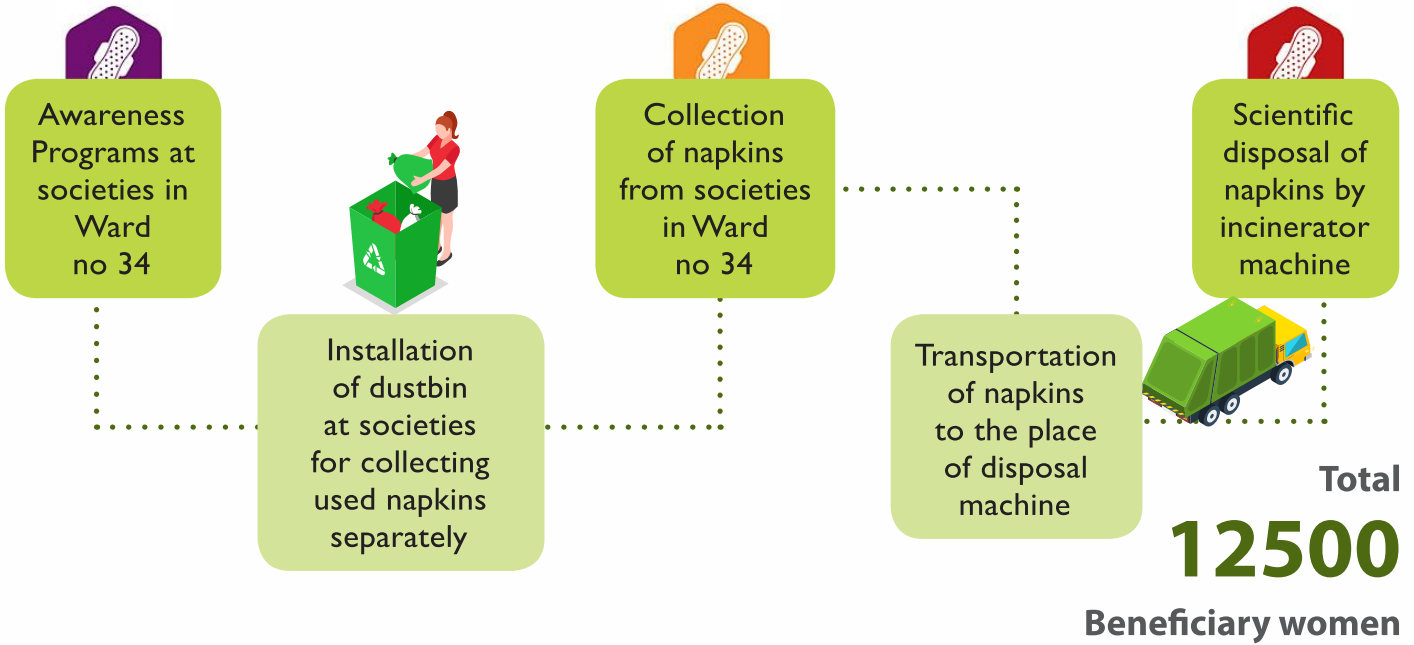 Awareness
Programs at
societies in
Ward
no 34
Installation
of dustbin
at societies
for collecting
used napkins
separately
Collection
of napkins
from societies
in Ward
no 34
Transportation
of napkins
to the place
of disposal
machine
Scientific
disposal of
napkins by
incinerator
machine
Total
12500
Beneficiary women